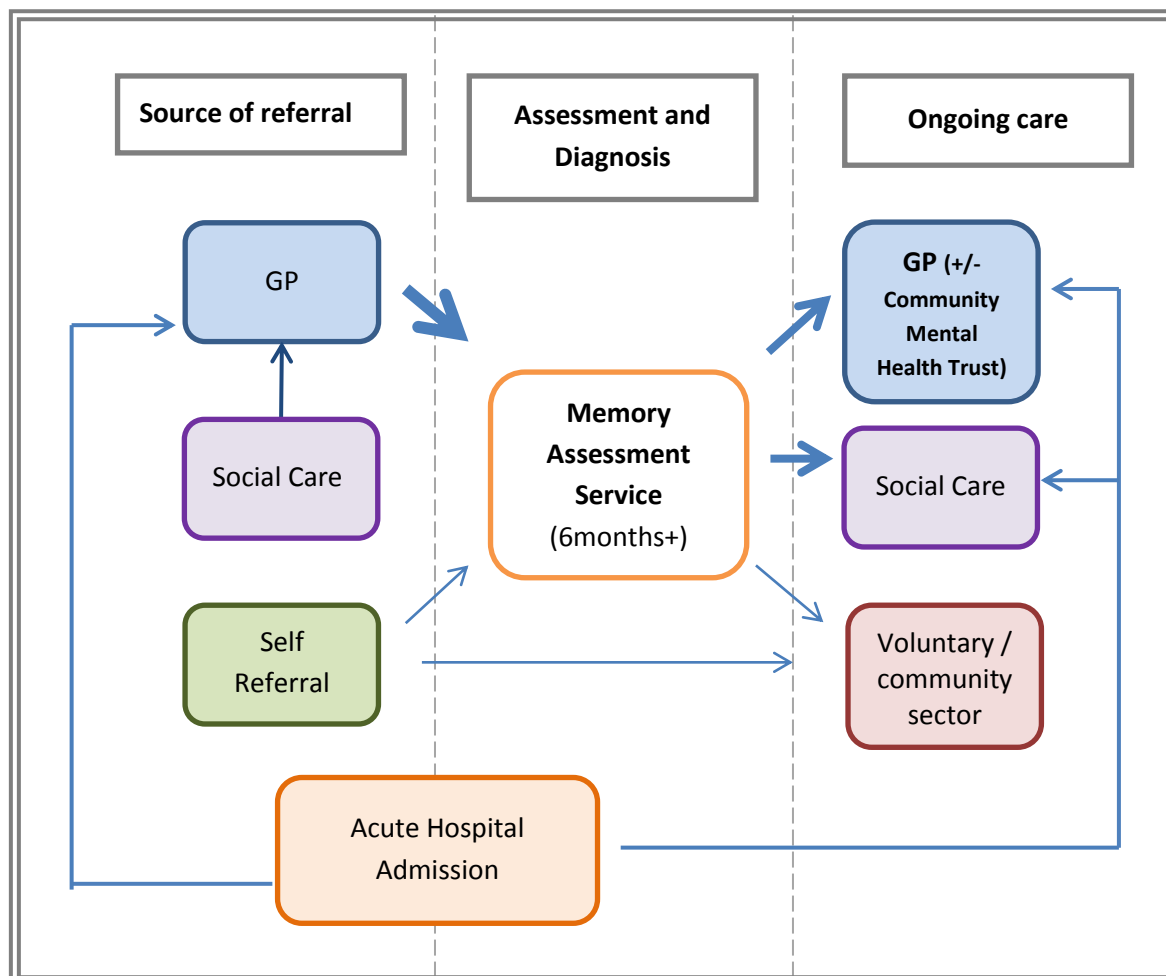 Source of referral
Assessment and
Diagnosis
Ongoing care
GP
GP (+/-
Community
Mental
Health Trust)
Memory
Assessment
Service
(6months+)
Social Care
Social Care
Self
Referral
Voluntary /
community
sector
Acute Hospital
Admission